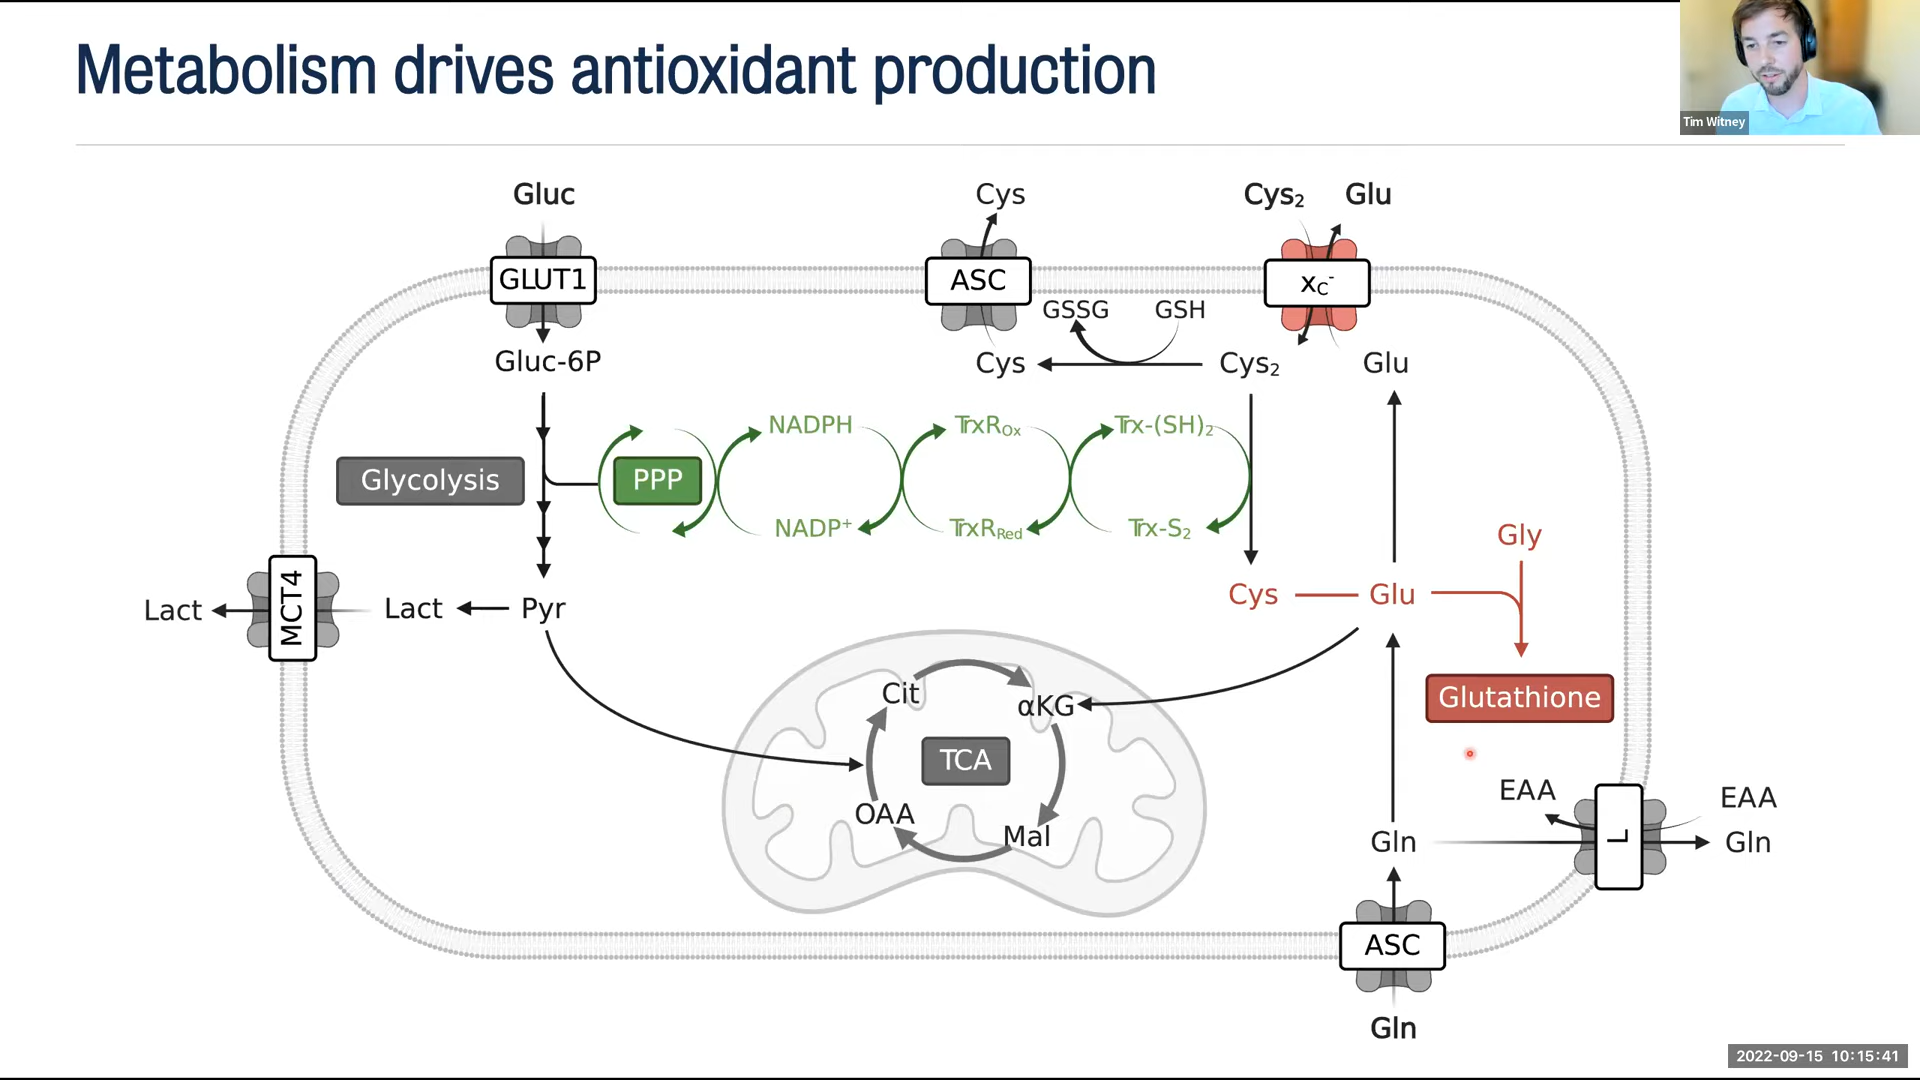 Metabolism drives antioxidant production
Tim Witney
Gluc
Cys
Cys₂ Glu
GLUT1
ASC
xC-
GSSG GSH
Gluc-6P
Cys
Cys₂
Glu
NADPH
TrxROx
Trx-(SH)₂
Glycolysis
PPP
NADP⁺
TrxRRed
Trx-S₂
Gly
MCT4
Lact
Lact
Pyr
Cys
Glu
Cit
αKG
Glutathione
TCA
OAA
Mal
EAA
EAA
L
Gln
Gln
ASC
Gln
2022-09-15 10:15:41